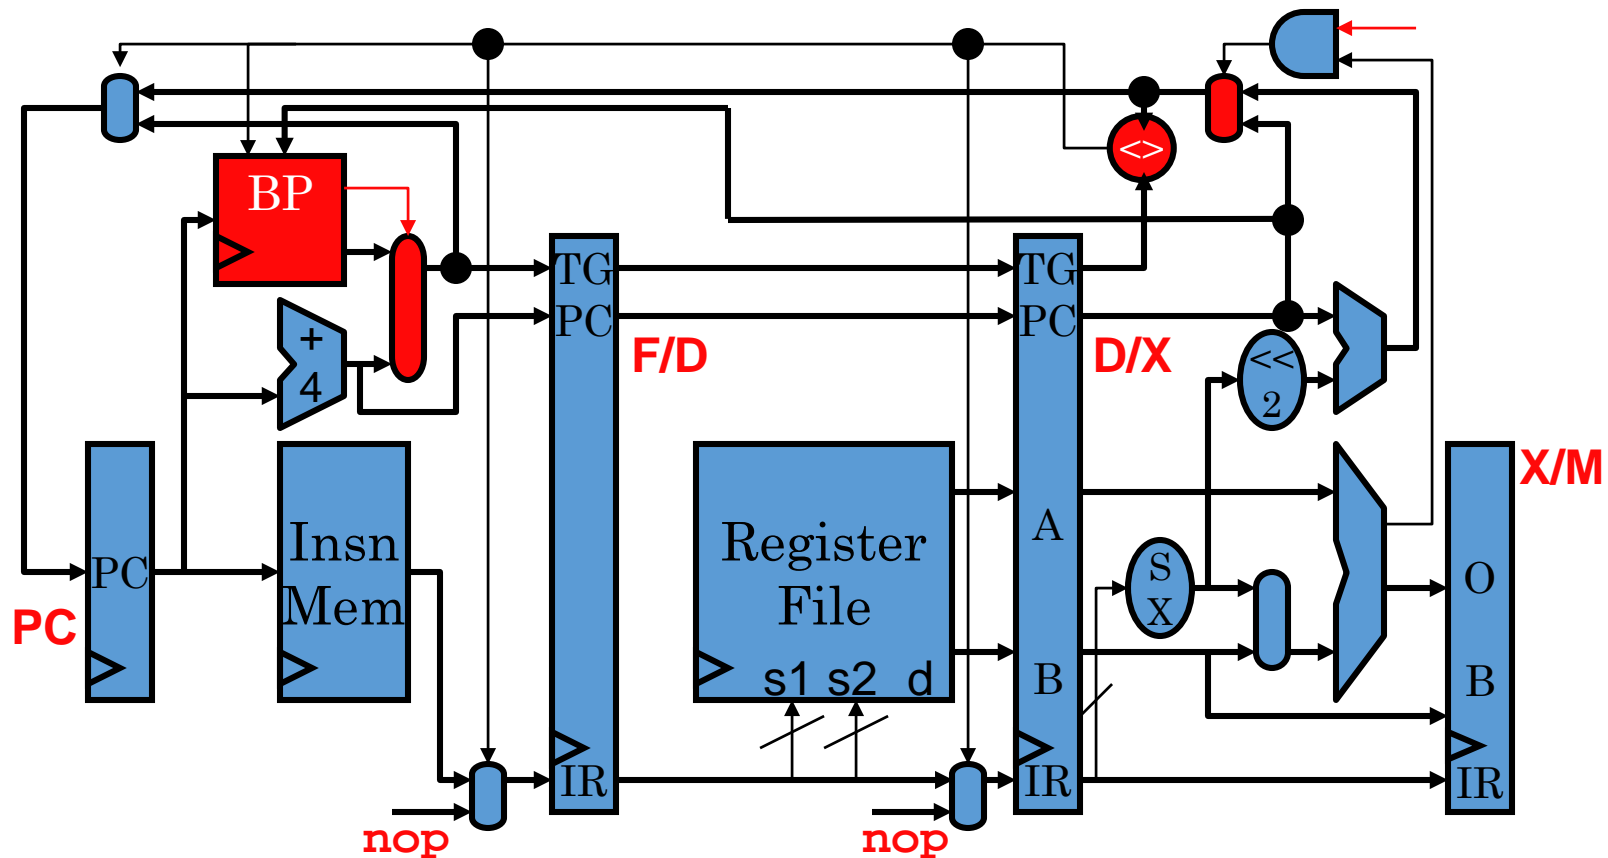 BP
<>
+
4
TG
PC
F/D
TG
PC
D/X
<<
2
PC
PC
Insn
Mem
Register
File
s1 s2 d
A
B
S
X
X/M
O
B
IR
IR
IR
nop
nop